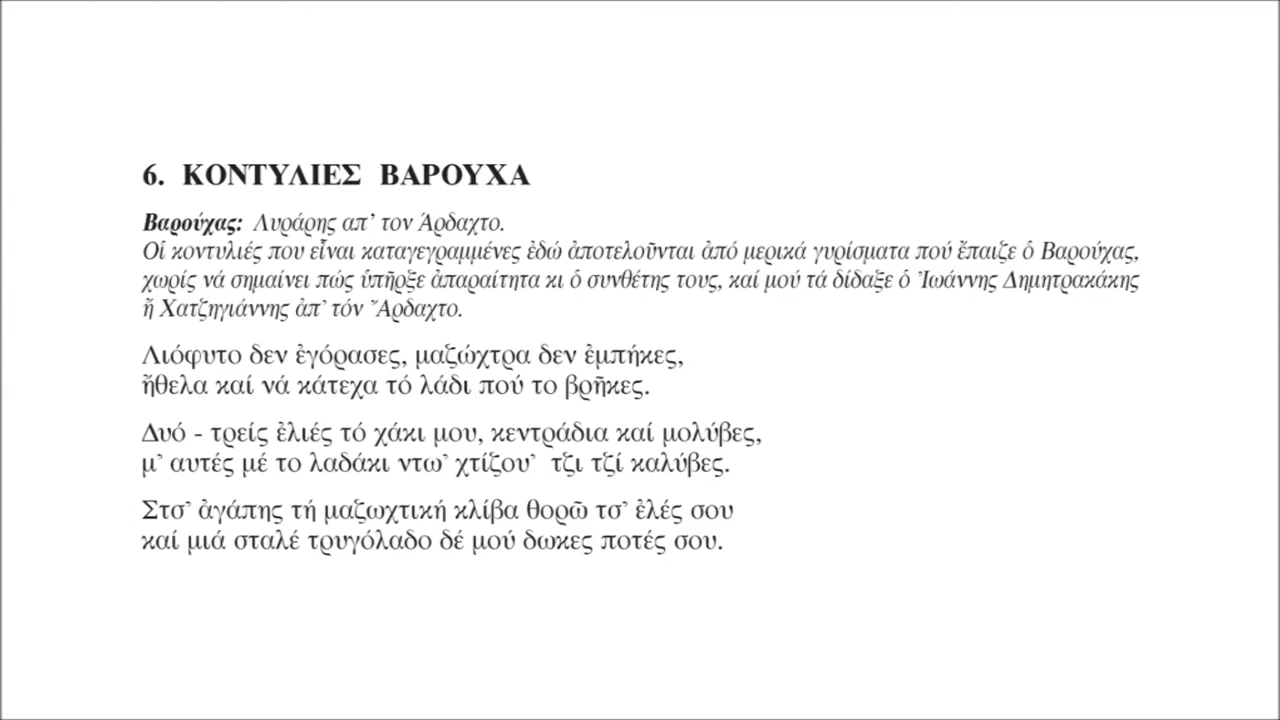 6. ΚΟΝΤΥΛΙΕΣ ΒΑΡΟΥΧΑ
Βαρούχας: Λυράρης απ’ τον Άρδαχτο.
Οἱ κοντυλιές που εἶναι καταγεγραμμένες ἐδώ ἀποτελοῦνται ἀπό μερικά γυρίσματα πού ἔπαιζε ὁ Βαρούχας,
χωρίς νά σημαίνει πώς ὑπῆρξε ἀπαραίτητα κι ὁ συνθέτης τους, καί μού τά δίδαξε ὁ Ἰωάννης Δημητρακάκης
ἤ Χατζηγιάννης ἀπ’ τόν Ἄρδαχτο.
Λιόφυτο δεν ἐγόρασες, μαζώχτρα δεν ἐμπήκες,
ἤθελα καί νά κάτεχα τό λάδι πού το βρῆκες.
Δυό - τρείς ἐλιές τό χάκι μου, κεντράδια καί μολύβες,
μ’ αυτές μέ το λαδάκι ντω’ χτίζου’ τζι τζί καλύβες.
Στσ’ ἀγάπης τή μαζωχτική κλίβα θορῶ τσ’ ἐλές σου
καί μιά σταλέ τρυγόλαδο δέ μού δωκες ποτές σου.